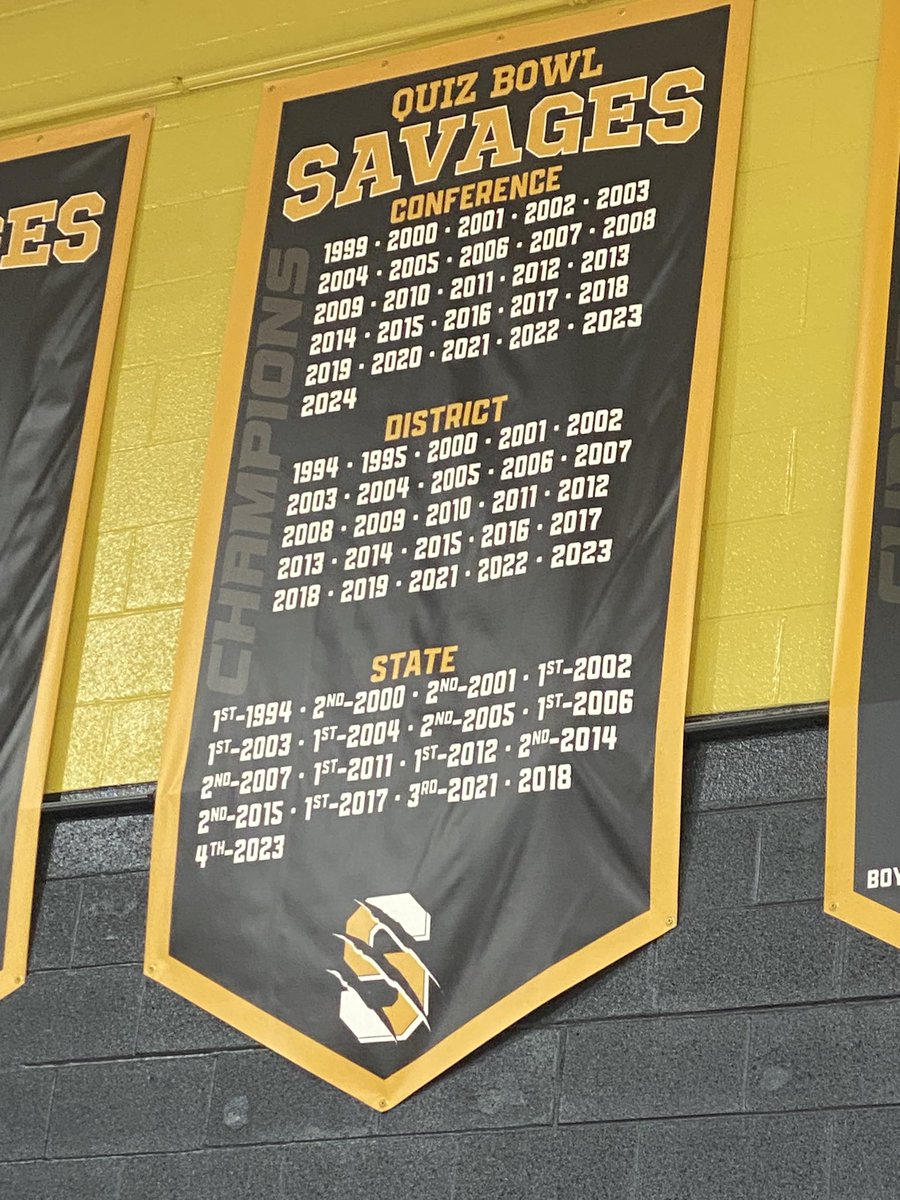 QUIZ BOWL
SAVAGES
CHAMPIONS
CONFERENCE
1999 · 2000 · 2001 · 2002 · 2003
2004 · 2005 · 2006 · 2007 · 2008
2009 · 2010 · 2011 · 2012 · 2013
2014 · 2015 · 2016 · 2017 · 2018
2019 · 2020 · 2021 · 2022 · 2023
2024
DISTRICT
1994 · 1995 · 2000 · 2001 · 2002
2003 · 2004 · 2005 · 2006 · 2007
2008 · 2009 · 2010 · 2011 · 2012
2013 · 2014 · 2015 · 2016 · 2017
2018 · 2019 · 2021 · 2022 · 2023
STATE
1ST-1994 · 2ND-2000 · 2ND-2001 · 1ST-2002
1ST-2003 · 1ST-2004 · 2ND-2005 · 1ST-2006
2ND-2007 · 1ST-2011 · 1ST-2012 · 2ND-2014
2ND-2015 · 1ST-2017 · 3RD-2021 · 2018
4TH-2023
S
GES
BOY